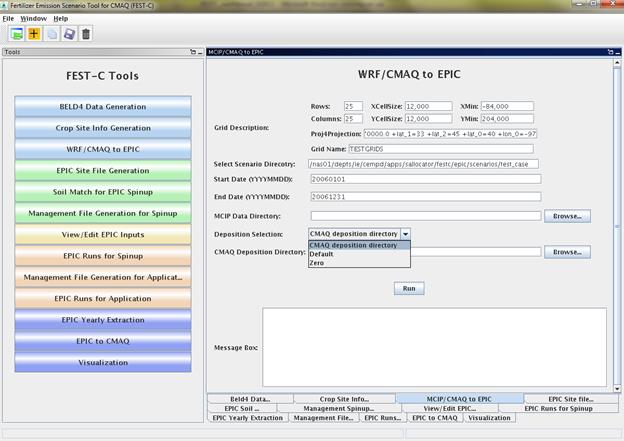 Fertilizer Emission Scenario Tool for CMAQ (FEST-C)
File Window Help
Tools
MCIP/CMAQ to EPIC
FEST-C Tools
BELD4 Data Generation
Crop Site Info Generation
WRF/CMAQ to EPIC
EPIC Site File Generation
Soil Match for EPIC Spinup
Management File Generation for Spinup
View/Edit EPIC Inputs
EPIC Runs for Spinup
Management File Generation for Applicat...
EPIC Runs for Application
EPIC Yearly Extraction
EPIC to CMAQ
Visualization
WRF/CMAQ to EPIC
Grid Description:
Rows: 25 XCellSize: 12,000 XMin: -84,000
Columns: 25 YCellSize: 12,000 YMin: 204,000
Proj4Projection: "0000.0 +lat_1=33 +lat_2=45 +lat_0=40 +lon_0=-97
Grid Name: TESTGRIDS
Select Scenario Directoty: /nas01/depts/ie/cempd/apps/sallocator/festc/epic/scenarios/test_case
Start Date (YYYYMMDD): 20060101
End Date (YYYYMMDD): 20061231
MCIP Data Directory: Browse...
Deposition Selection: CMAQ deposition directory
CMAQ deposition directory
Default
Zero
CMAQ Deposition Directory: Browse...
Run
Message Box:
Beld4 Data... Crop Site Info... MCIP/CMAQ to EPIC EPIC Site file...
EPIC Soil ... Management Spinup... View/Edit EPIC... EPIC Runs for Spinup
EPIC Yearly Extraction Management File... EPIC Runs... EPIC to CMAQ Visualization